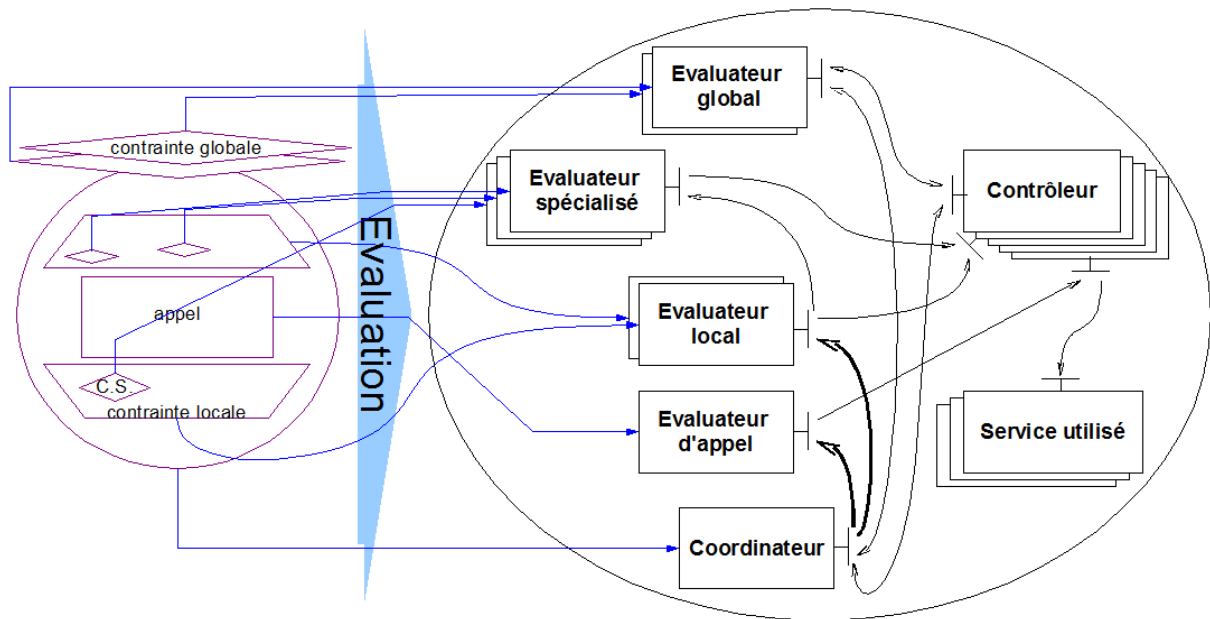 contrainte globale
appel
C.S.
contrainte locale
Evaluation
Evaluateur
global
Evaluateur
spécialisé
Contrôleur
Evaluateur
local
Evaluateur
d'appel
Service utilisé
Coordinateur